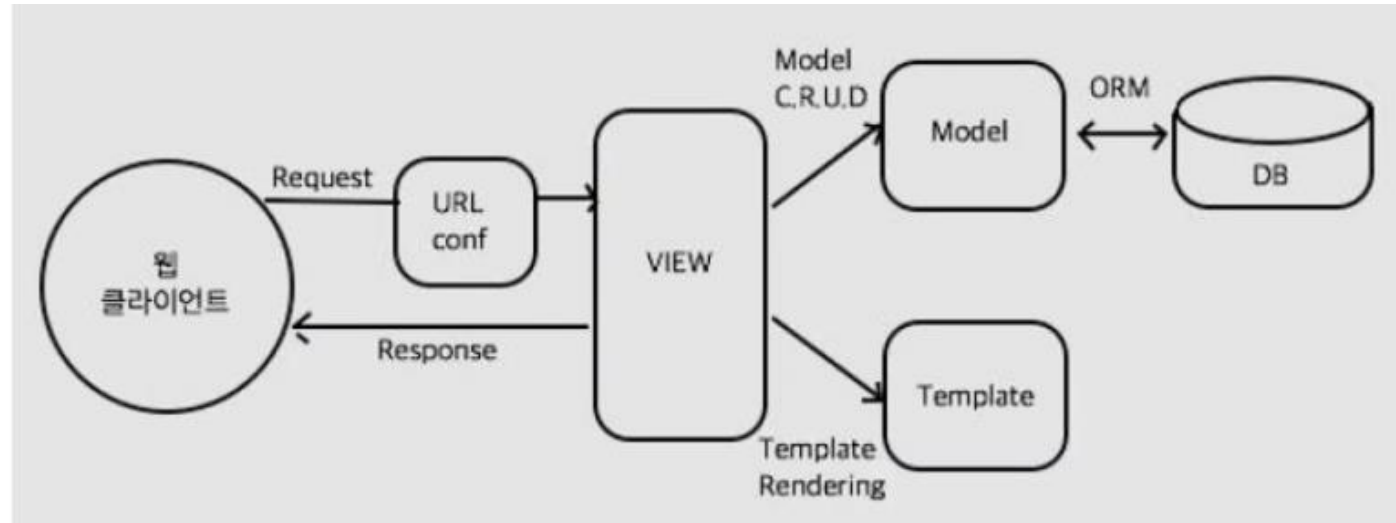 웹
클라이언트
Request
URL
conf
Response
VIEW
Model
C.R.U.D
Model
ORM
DB
Template
Rendering
Template